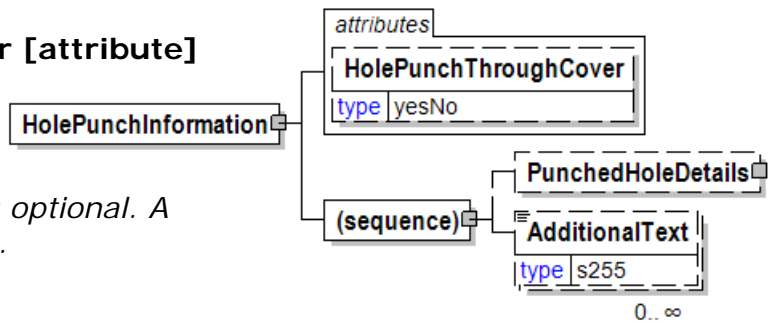 r [attribute]
attributes
HolePunchThroughCover
type yesNo
HolePunchInformation
PunchedHoleDetails
optional. A
.
(sequence)
AdditionalText
type s255
0..∞